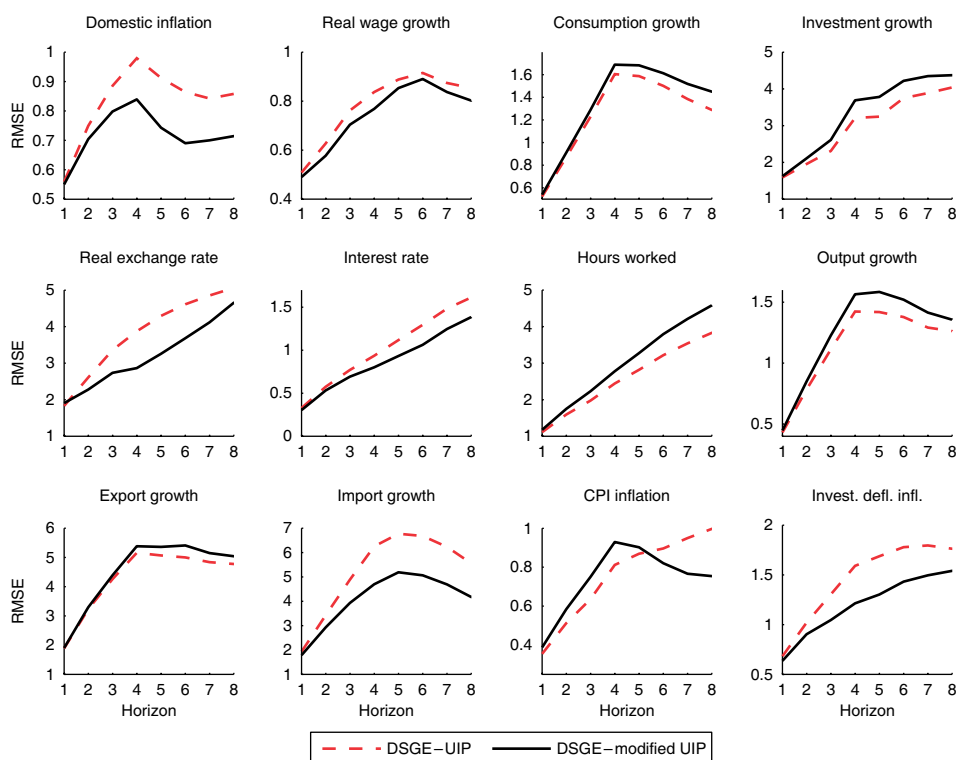 Domestic inflation
Real wage growth
Consumption growth
Investment growth
RMSE
1
0.9
0.8
0.7
0.6
0.5
1 2 3 4 5 6 7 8
1
0.8
0.6
0.4
1 2 3 4 5 6 7 8
1.6
1.4
1.2
1
0.8
0.6
1 2 3 4 5 6 7 8
5
4
3
2
1
1 2 3 4 5 6 7 8
Real exchange rate
Interest rate
Hours worked
Output growth
RMSE
5
4
3
2
1
1 2 3 4 5 6 7 8
1.5
1
0.5
0
1 2 3 4 5 6 7 8
5
4
3
2
1
1 2 3 4 5 6 7 8
1.5
1
0.5
1 2 3 4 5 6 7 8
Export growth
Import growth
CPI inflation
Invest. defl. infl.
RMSE
6
5
4
3
2
1
1 2 3 4 5 6 7 8
Horizon
7
6
5
4
3
2
1
1 2 3 4 5 6 7 8
Horizon
1
0.8
0.6
0.4
1 2 3 4 5 6 7 8
Horizon
2
1.5
1
0.5
1 2 3 4 5 6 7 8
Horizon
DSGE−UIP
DSGE−modified UIP